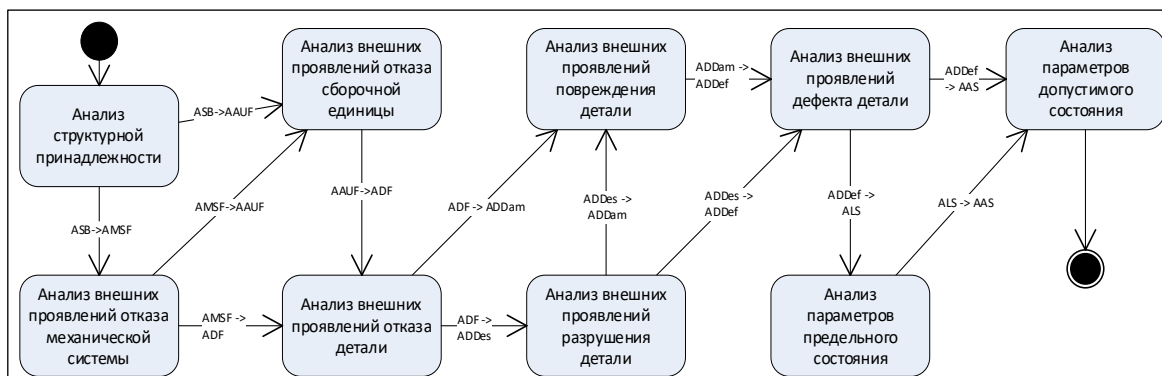 Анализ
структурной
принадлежности
ASB->AAUF
Анализ внешних
проявлений отказа
сборочной
единицы
Анализ внешних
проявлений
повреждения
детали
ADDam ->
ADDef
Анализ внешних
проявлений
дефекта детали
ADDef
-> AAS
Анализ
параметров
допустимого
состояния
ASB->AMSF
AMSF->AAUF
AAUF->ADF
ADF -> ADDam
ADDes ->
ADDam
ADDes ->
ADDef
ADDef ->
ALS
ALS -> AAS
Анализ внешних
проявлений отказа
механической
системы
AMSF ->
ADF
Анализ внешних
проявлений отказа
детали
ADF ->
ADDes
Анализ внешних
проявлений
разрушения
детали
Анализ
параметров
предельного
состояния